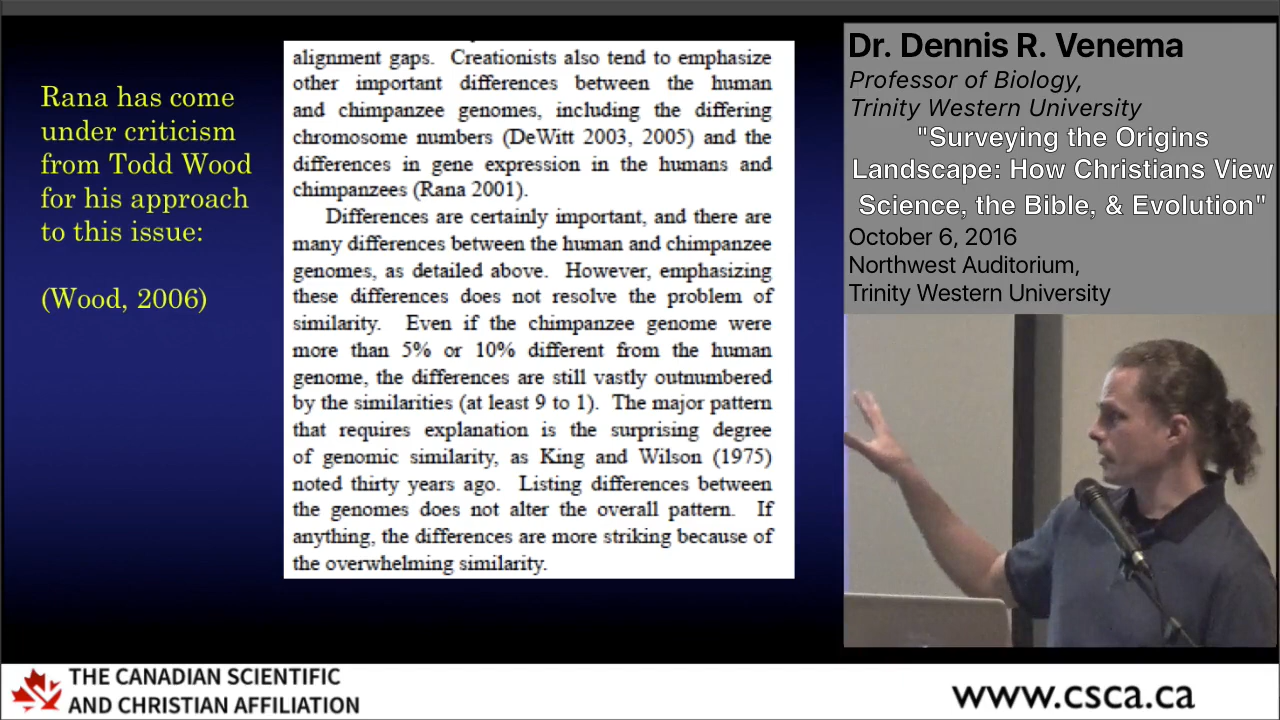 Rana has come
under criticism
from Todd Wood
for his approach
to this issue:
(Wood, 2006)
alignment gaps. Creationists also tend to emphasize
other important differences between the human
and chimpanzee genomes, including the differing
chromosome numbers (DeWitt 2003, 2005) and the
differences in gene expression in the humans and
chimpanzees (Rana 2001).
Differences are certainly important, and there are
many differences between the human and chimpanzee
genomes, as detailed above. However, emphasizing
these differences does not resolve the problem of
similarity. Even if the chimpanzee genome were
more than 5% or 10% different from the human
genome, the differences are still vastly outnumbered
by the similarities (at least 9 to 1). The major pattern
that requires explanation is the surprising degree
of genomic similarity, as King and Wilson (1975)
noted thirty years ago. Listing differences between
the genomes does not alter the overall pattern. If
anything, the differences are more striking because of
the overwhelming similarity.
Dr. Dennis R. Venema
Professor of Biology,
Trinity Western University
"Surveying the Origins
Landscape: How Christians View
Science, the Bible, & Evolution"
October 6, 2016
Northwest Auditorium,
Trinity Western University
THE CANADIAN SCIENTIFIC
AND CHRISTIAN AFFILIATION
www.csca.ca